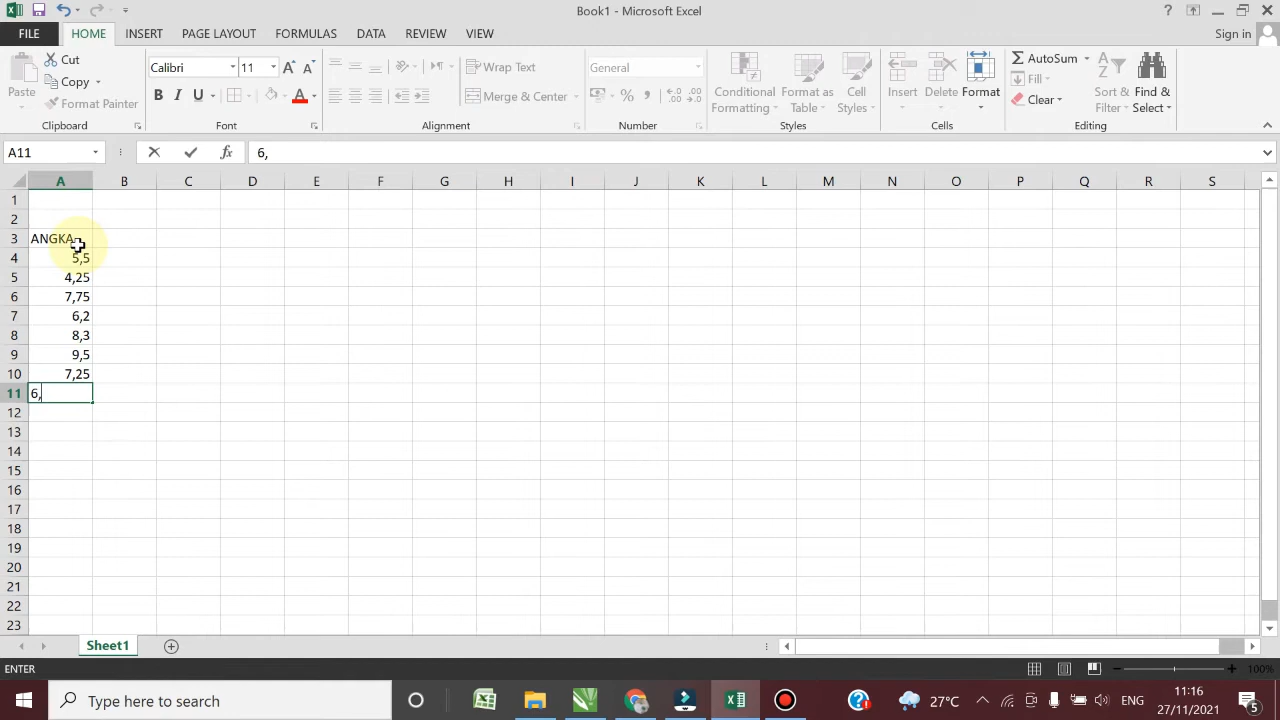 Book1 - Microsoft Excel
?
FILE HOME INSERT PAGE LAYOUT FORMULAS DATA REVIEW VIEW Sign in
Paste
Cut
Copy
Format Painter
Clipboard
Calibri 11
B I U A
Font
Wrap Text
Merge & Center
Alignment
General
%
Number
Conditional Formatting
Format as Table
Cell Styles
Styles
Insert Delete Format
Cells
AutoSum
Fill
Clear
Sort & Filter
Find & Select
Editing
A11 fx 6,
A B C D E F G H I J K L M N O P Q R S
1
2
3 ANGKA
4 5,5
5 4,25
6 7,75
7 6,2
8 8,3
9 9,5
10 7,25
11 6,
12
13
14
15
16
17
18
19
20
21
22
23
Sheet1
ENTER 100%
Type here to search 27°C ENG 11:16
27/11/2021 5